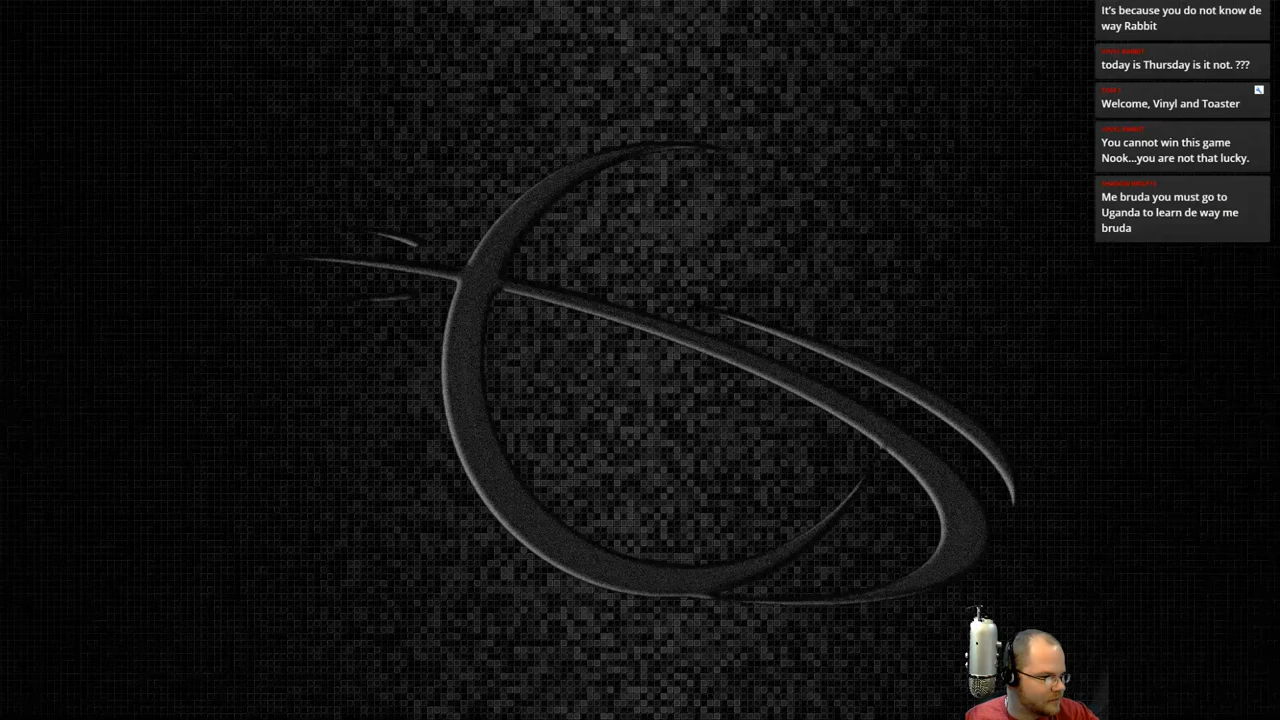 It's because you do not know de
way Rabbit
today is Thursday is it not. ???
Welcome, Vinyl and Toaster
You cannot win this game
Nook...you are not that lucky.
Me bruda you must go to
Uganda to learn de way me
bruda